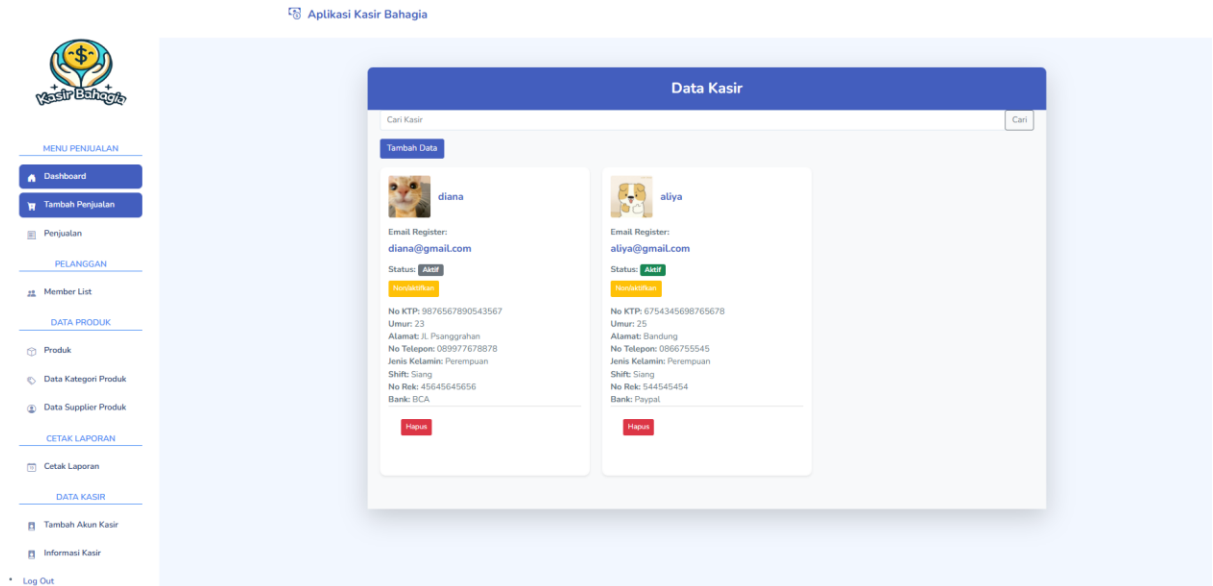 Aplikasi Kasir Bahagia
$
Kasir Bahagia
MENU PENJUALAN
Dashboard
Tambah Penjualan
Penjualan
PELANGGAN
Member List
DATA PRODUK
Produk
Data Kategori Produk
Data Supplier Produk
CETAK LAPORAN
Cetak Laporan
DATA KASIR
Tambah Akun Kasir
Informasi Kasir
Log Out
Data Kasir
Cari Kasir
Cari
Tambah Data
diana
Email Register:
diana@gmail.com
Status: Aktif
Nonaktifkan
No KTP: 9876567890543567
Umur: 23
Alamat: JL Psanggrahan
No Telepon: 089977678878
Jenis Kelamin: Perempuan
Shift: Siang
No Rek: 45645645656
Bank: BCA
Hapus
aliya
Email Register:
aliya@gmail.com
Status: Aktif
Nonaktifkan
No KTP: 6754345698765678
Umur: 25
Alamat: Bandung
No Telepon: 0866755545
Jenis Kelamin: Perempuan
Shift: Siang
No Rek: 544545454
Bank: Paypal
Hapus